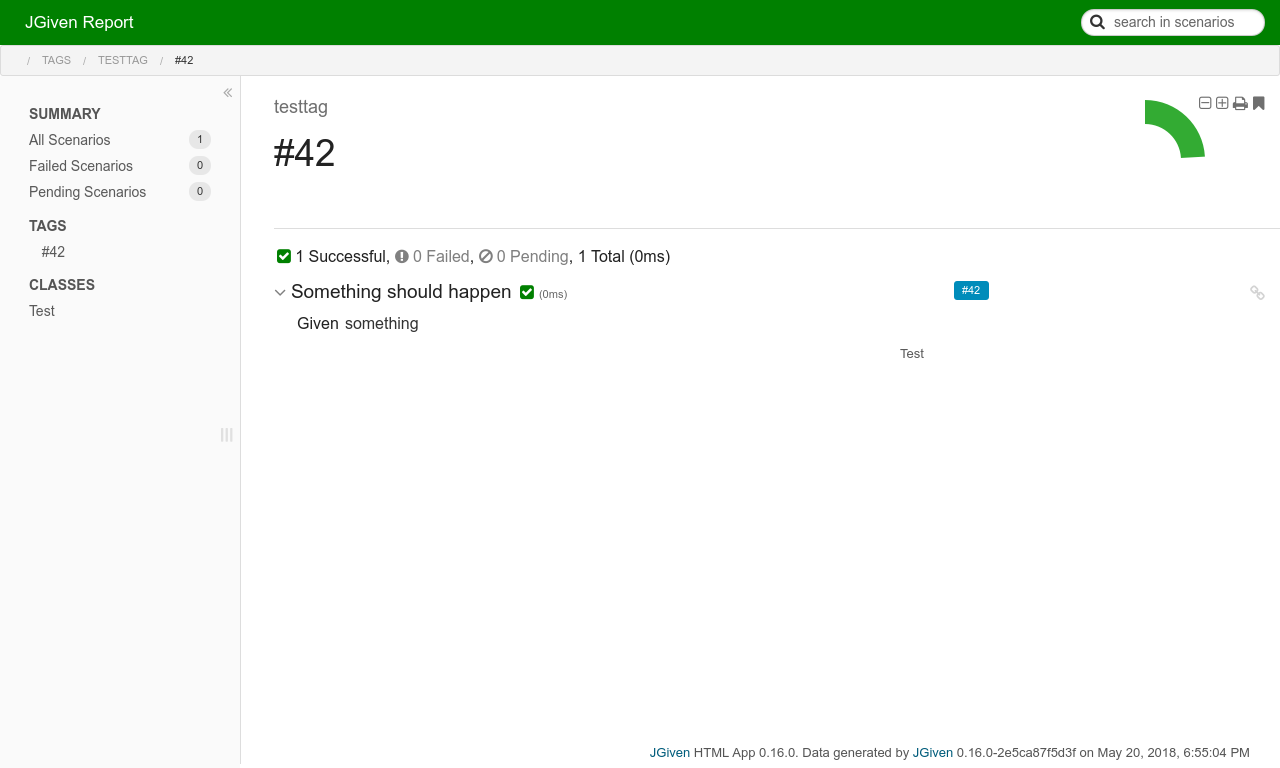 JGiven Report
search in scenarios
/ TAGS / TESTTAG / #42
SUMMARY
All Scenarios 1
Failed Scenarios 0
Pending Scenarios 0
TAGS
#42
CLASSES
Test
testtag
#42
1 Successful, 0 Failed, 0 Pending, 1 Total (0ms)
Something should happen (0ms) #42
Given something
Test
JGiven HTML App 0.16.0. Data generated by JGiven 0.16.0-2e5ca87f5d3f on May 20, 2018, 6:55:04 PM